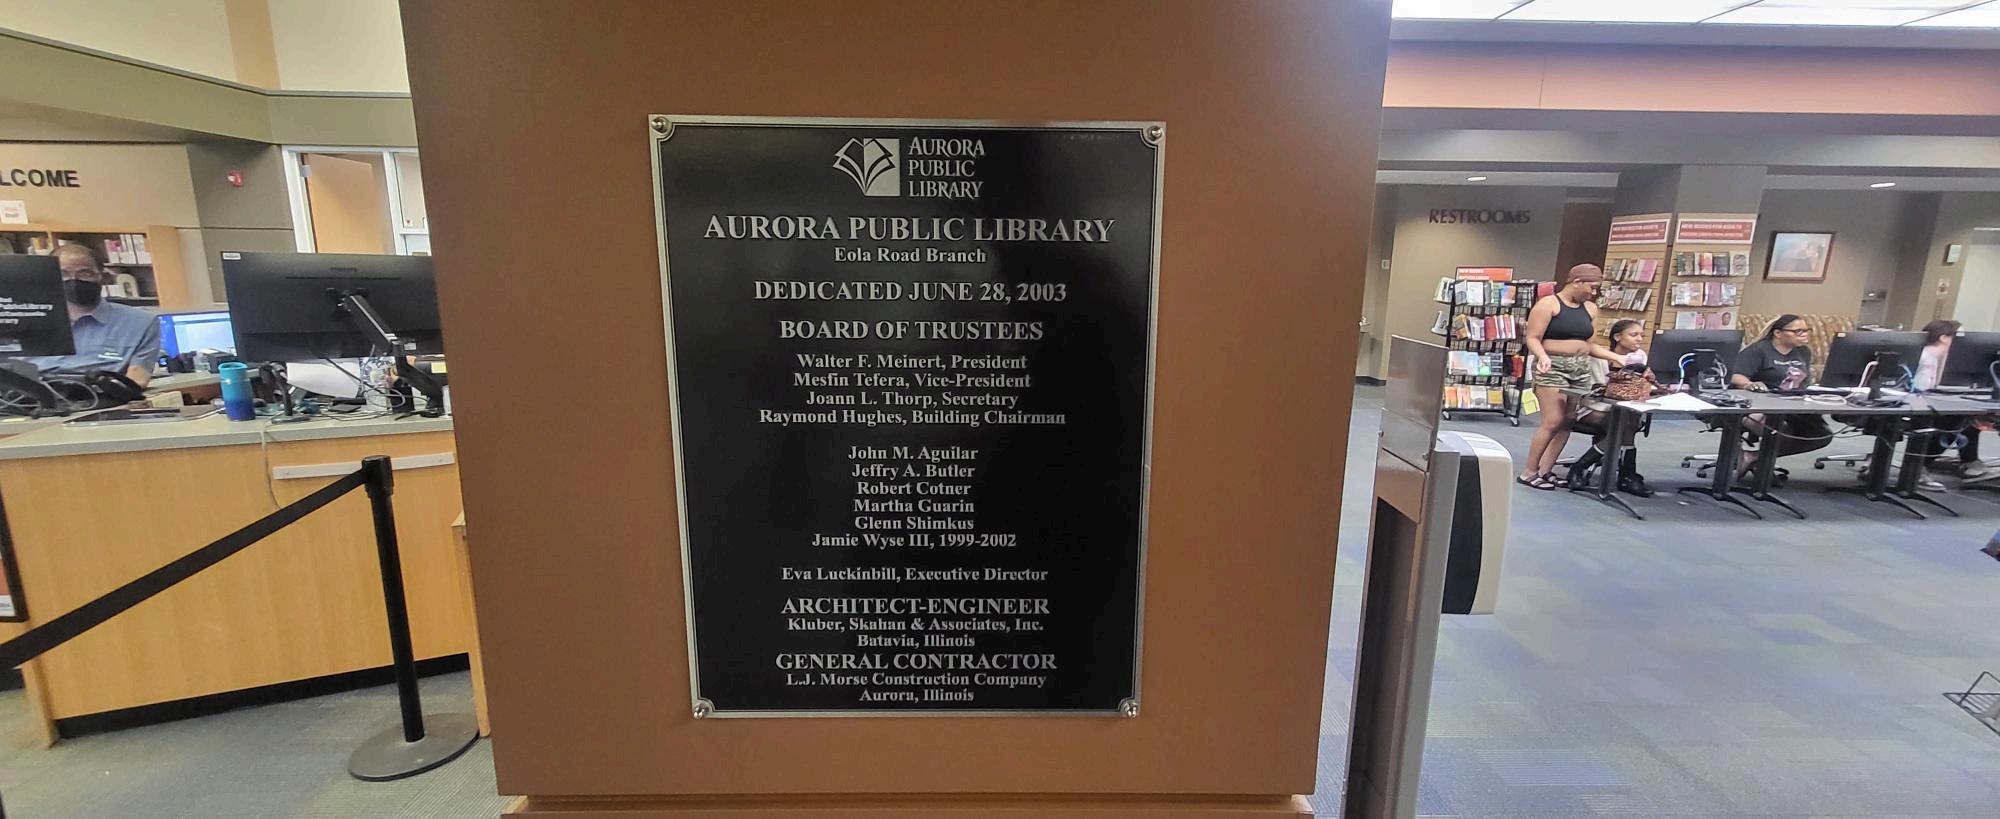 LCOME
AURORA
PUBLIC
LIBRARY
AURORA PUBLIC LIBRARY
Eola Road Branch
DEDICATED JUNE 28, 2003
BOARD OF TRUSTEES
Walter F. Meinert, President
Mesfin Tefera, Vice-President
Joann L. Thorp, Secretary
Raymond Hughes, Building Chairman
John M. Aguilar
Jeffry A. Butler
Robert Cotner
Martha Guarin
Glenn Shimkus
Jamie Wyse III, 1999-2002
Eva Luckinbill, Executive Director
ARCHITECT-ENGINEER
Kluber, Skahan & Associates, Inc.
Batavia, Illinois
GENERAL CONTRACTOR
L.J. Morse Construction Company
Aurora, Illinois
RESTROOMS